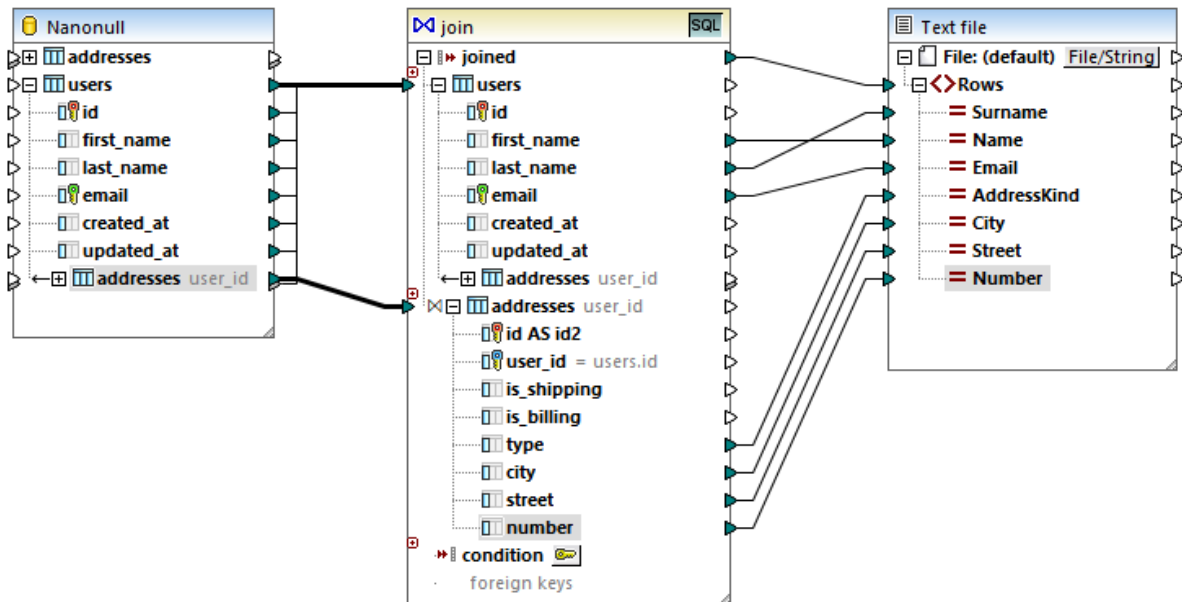 Nanonull
addresses
users
id
first_name
last_name
email
created_at
updated_at
addresses user_id
join SQL
joined
users
id
first_name
last_name
email
created_at
updated_at
addresses user_id
addresses user_id
id AS id2
user_id = users.id
is_shipping
is_billing
type
city
street
number
condition
foreign keys
Text file
File: (default) File/String
Rows
Surname
Name
Email
AddressKind
City
Street
Number